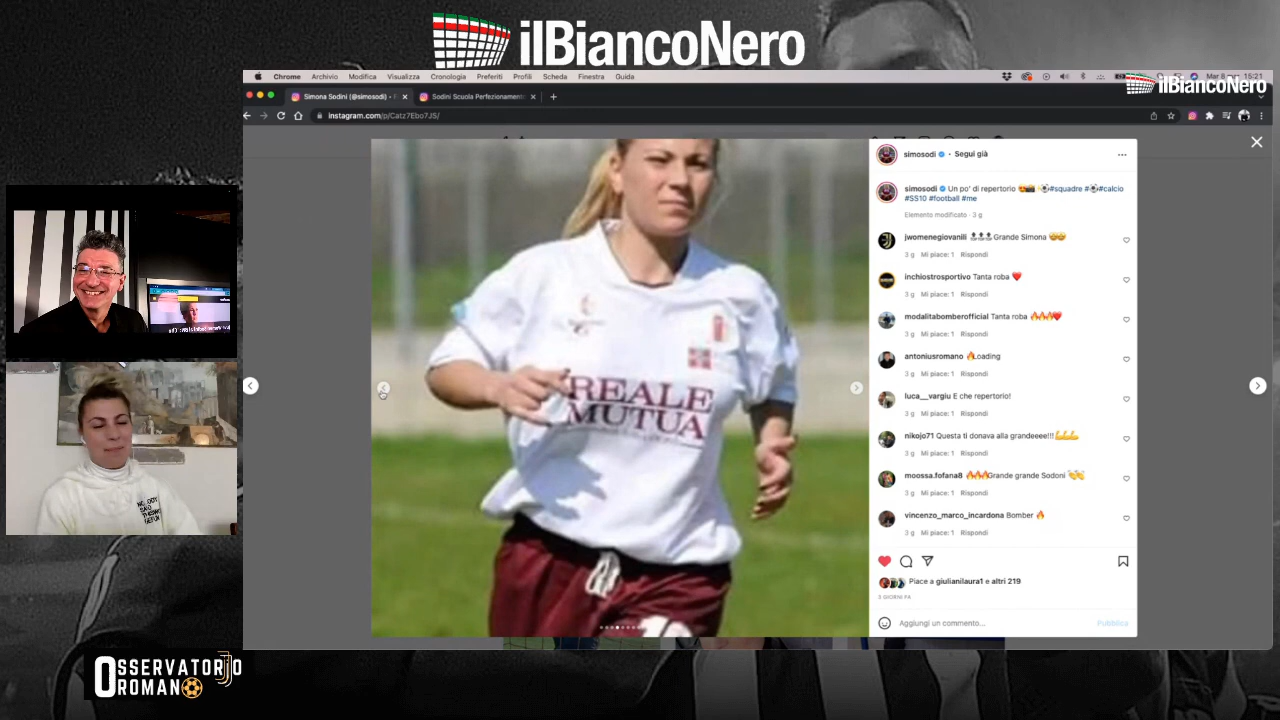 ilBiancoNero
Chrome Archivio Modifica Visualizza Cronologia Preferiti Profili Scheda Finestra Guida
15:21
ilBiancoNero
Simona Sodini (@simosodi) •
Sodini Scuola Perfezionament
instagram.com/p/Catz7Ebo7JS/
simosodi • Segui già
simosodi Un po' di repertorio 😍📸 ⚽#squadre #⚽#calcio
#SS10 #football #me
Elemento modificato · 3 g
jwomenegiovanili Grande Simona
3 g Mi piace: 1 Rispondi
inchiostrosportivo Tanta roba ❤️
3 g Mi piace: 1 Rispondi
modalitabomberofficial Tanta roba 🔥🔥🔥❤️
3 g Mi piace: 1 Rispondi
antoniusromano 🔥Loading
3 g Mi piace: 1 Rispondi
luca__vargiu E che repertorio!
3 g Mi piace: 1 Rispondi
nikojo71 Questa ti donava alla grandeeee!!!💪💪💪
3 g Mi piace: 1 Rispondi
moossa.fofana8 🔥🔥🔥Grande grande Sodoni 👏👏
3 g Mi piace: 1 Rispondi
vincenzo_marco_incardona Bomber 🔥
3 g Mi piace: 1 Rispondi
Piace a giulianilaura1 e altri 219
3 GIORNI FA
Aggiungi un commento...
Pubblica
REALE
MUTUA
OSSERVATORIO
ROMANO